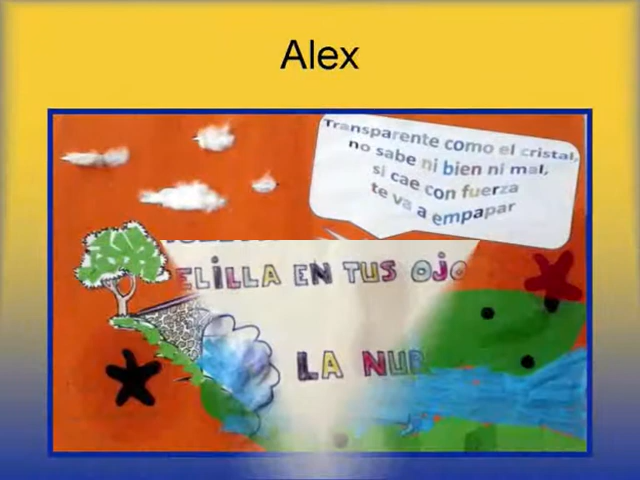 Alex
Transparente como el cristal,
no sabe ni bien ni mal,
si cae con fuerza
te va a empapar
ELILLA EN TUS OJO
LA NUB